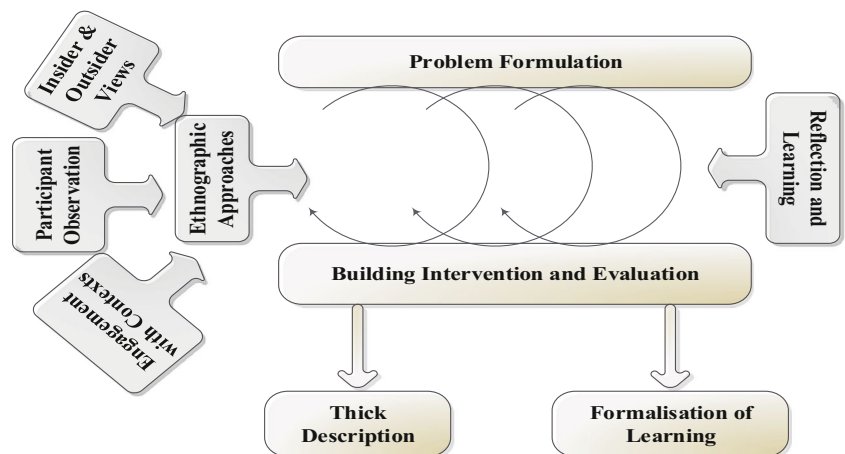 Insider &
Outsider
Views
Problem Formulation
Participant
Observation
Ethnographic
Approaches
Reflection and
Learning
Engagement
with Contexts
Building Intervention and Evaluation
Thick
Description
Formalisation of
Learning